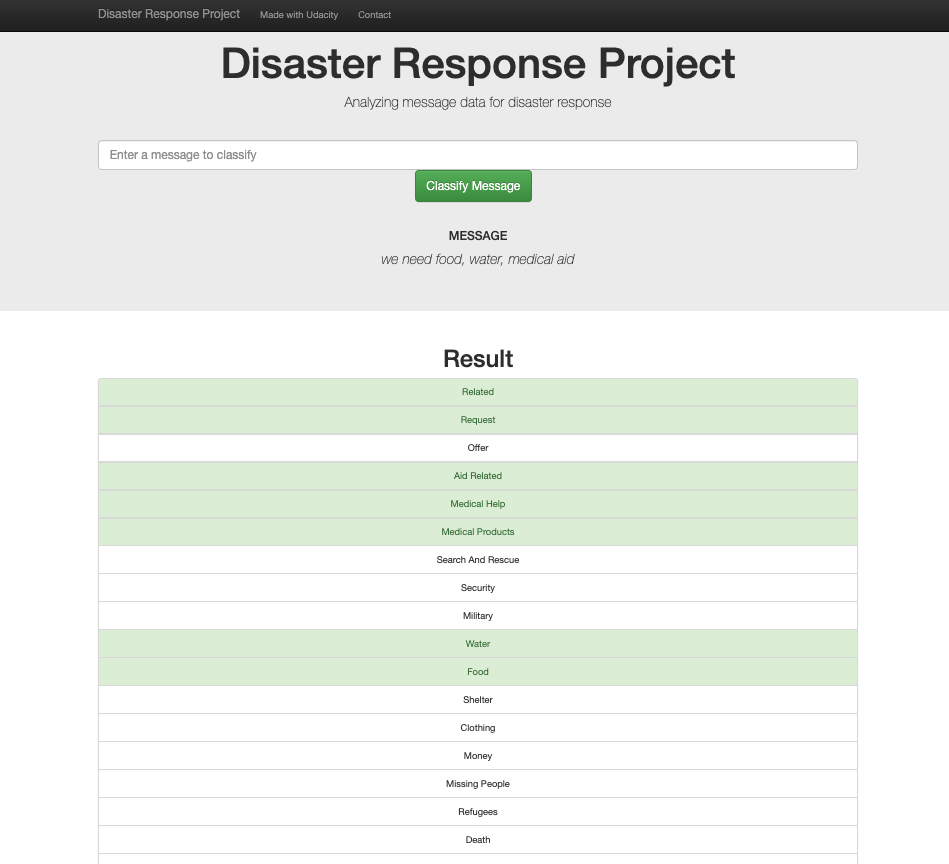 Disaster Response Project Made with Udacity Contact
Disaster Response Project
Analyzing message data for disaster response
Enter a message to classify
Classify Message
MESSAGE
we need food, water, medical aid
Result
Related
Request
Offer
Aid Related
Medical Help
Medical Products
Search And Rescue
Security
Military
Water
Food
Shelter
Clothing
Money
Missing People
Refugees
Death